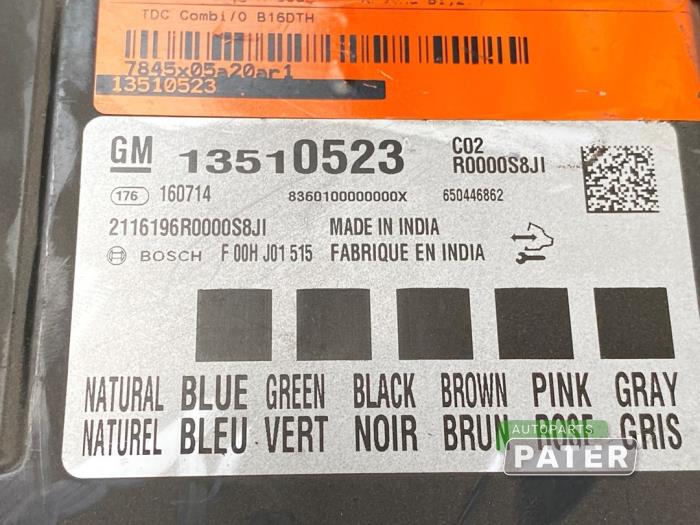 TDC Combi/O B16DTH
7845x05a20ar1
13510523
GM 13510523 C02
R0000S8JI
176 160714 8360100000000X 650446862
2116196R0000S8JI MADE IN INDIA
BOSCH F 00H J01 515 FABRIQUE EN INDIA
NATURAL BLUE GREEN BLACK BROWN PINK GRAY
NATUREL BLEU VERT NOIR BRUN ROSE GRIS
AUTOPARTS
PATER